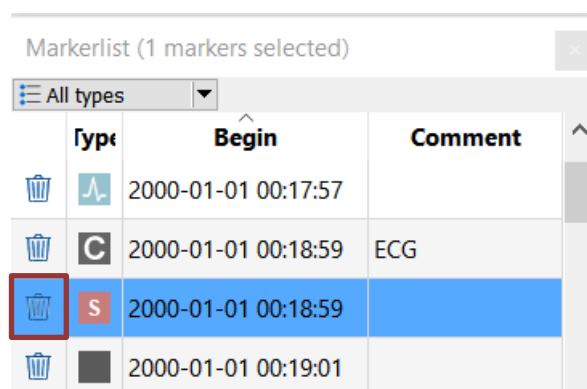 Markerlist (1 markers selected)
All types
Type Begin Comment
2000-01-01 00:17:57
C 2000-01-01 00:18:59 ECG
S 2000-01-01 00:18:59
2000-01-01 00:19:01